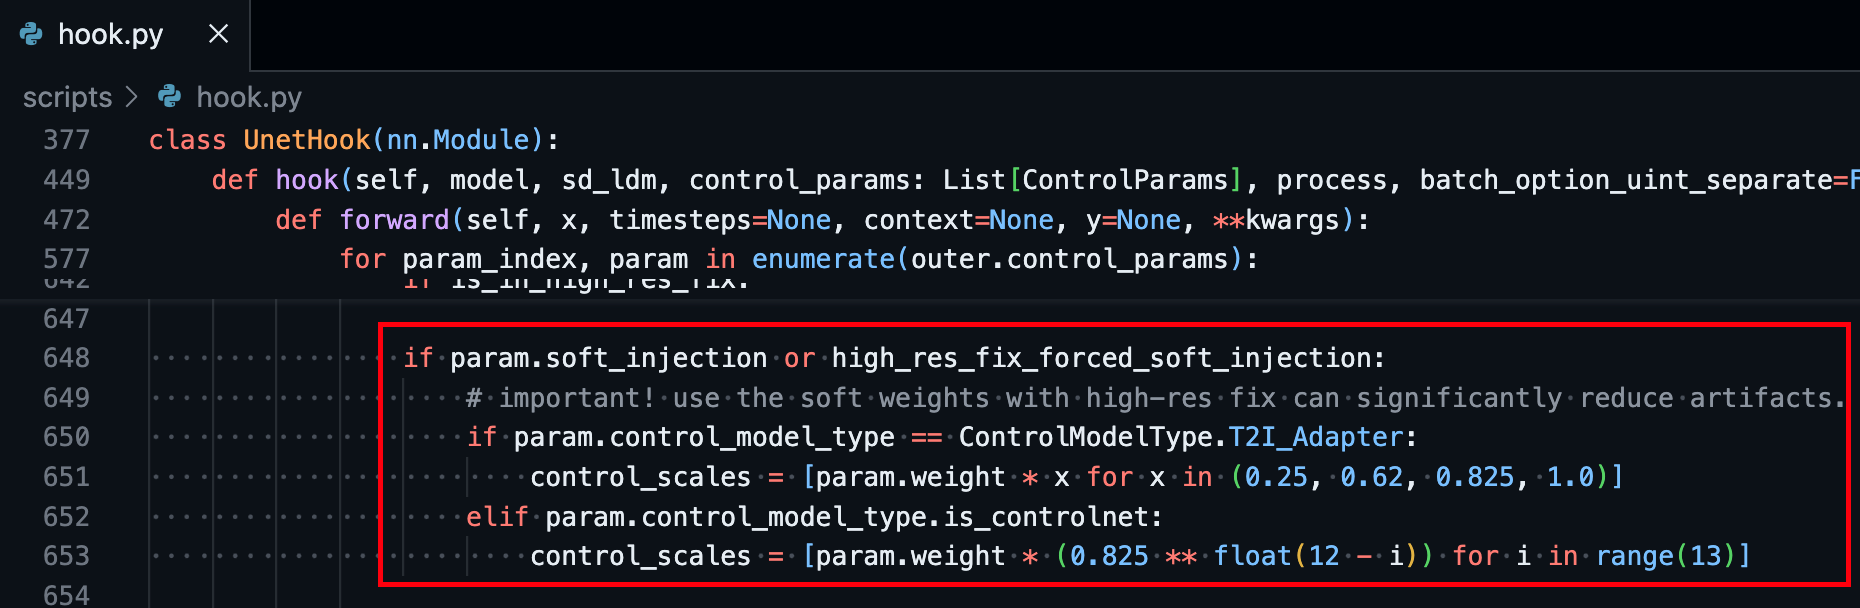 hook.py
scripts > hook.py
377 class UnetHook(nn.Module):
449 def hook(self, model, sd_ldm, control_params: List[ControlParams], process, batch_option_uint_separate=F
472 def forward(self, x, timesteps=None, context=None, y=None, **kwargs):
577 for param_index, param in enumerate(outer.control_params):
642 if is_in_high_res_fix:
647
648 if param.soft_injection or high_res_fix_forced_soft_injection:
649 # important! use the soft weights with high-res fix can significantly reduce artifacts.
650 if param.control_model_type == ControlModelType.T2I_Adapter:
651 control_scales = [param.weight * x for x in (0.25, 0.62, 0.825, 1.0)]
652 elif param.control_model_type.is_controlnet:
653 control_scales = [param.weight * (0.825 ** float(12 - i)) for i in range(13)]
654